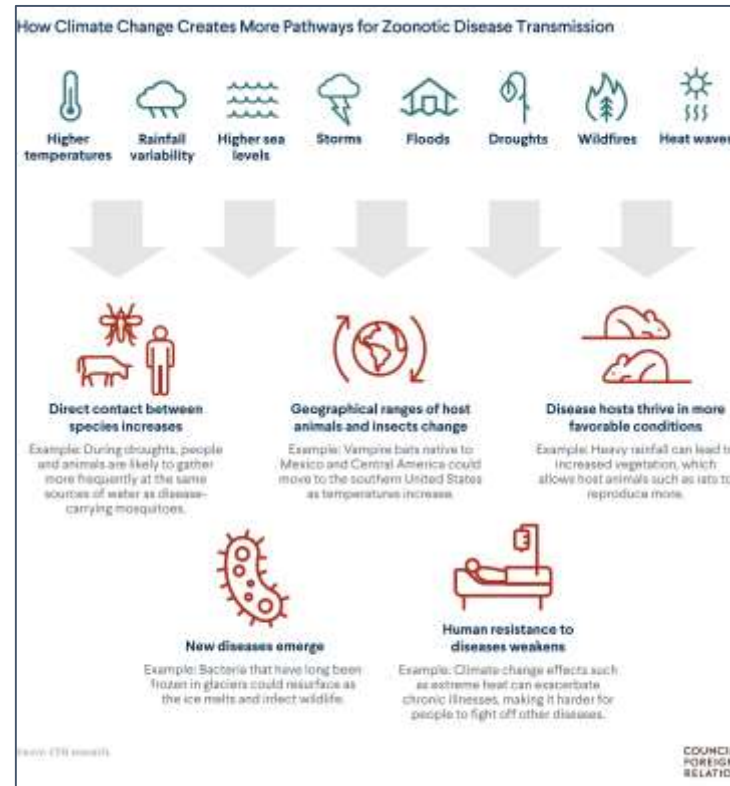 How Climate Change Creates More Pathways for Zoonotic Disease Transmission
Higher temperatures
Rainfall variability
Higher sea levels
Storms
Floods
Droughts
Wildfires
Heat waves
Direct contact between
species increases
Example: During droughts, people
and animals are likely to gather
more frequently at the same
sources of water as disease-
carrying mosquitoes.
Geographical ranges of host
animals and insects change
Example: Vampire bats native to
Mexico and Central America could
move to the southern United States
as temperatures increase.
Disease hosts thrive in more
favorable conditions
Example: Heavy rainfall can lead to
increased vegetation, which
allows host animals such as rats to
reproduce more.
New diseases emerge
Example: Bacteria that have long been
frozen in glaciers could resurface as
the ice melts and infect wildlife.
Human resistance to
diseases weakens
Example: Climate change effects such
as extreme heat can exacerbate
chronic illnesses, making it harder for
people to fight off other diseases.
Source: CFR research.
COUNCIL
FOREIGN
RELATIO